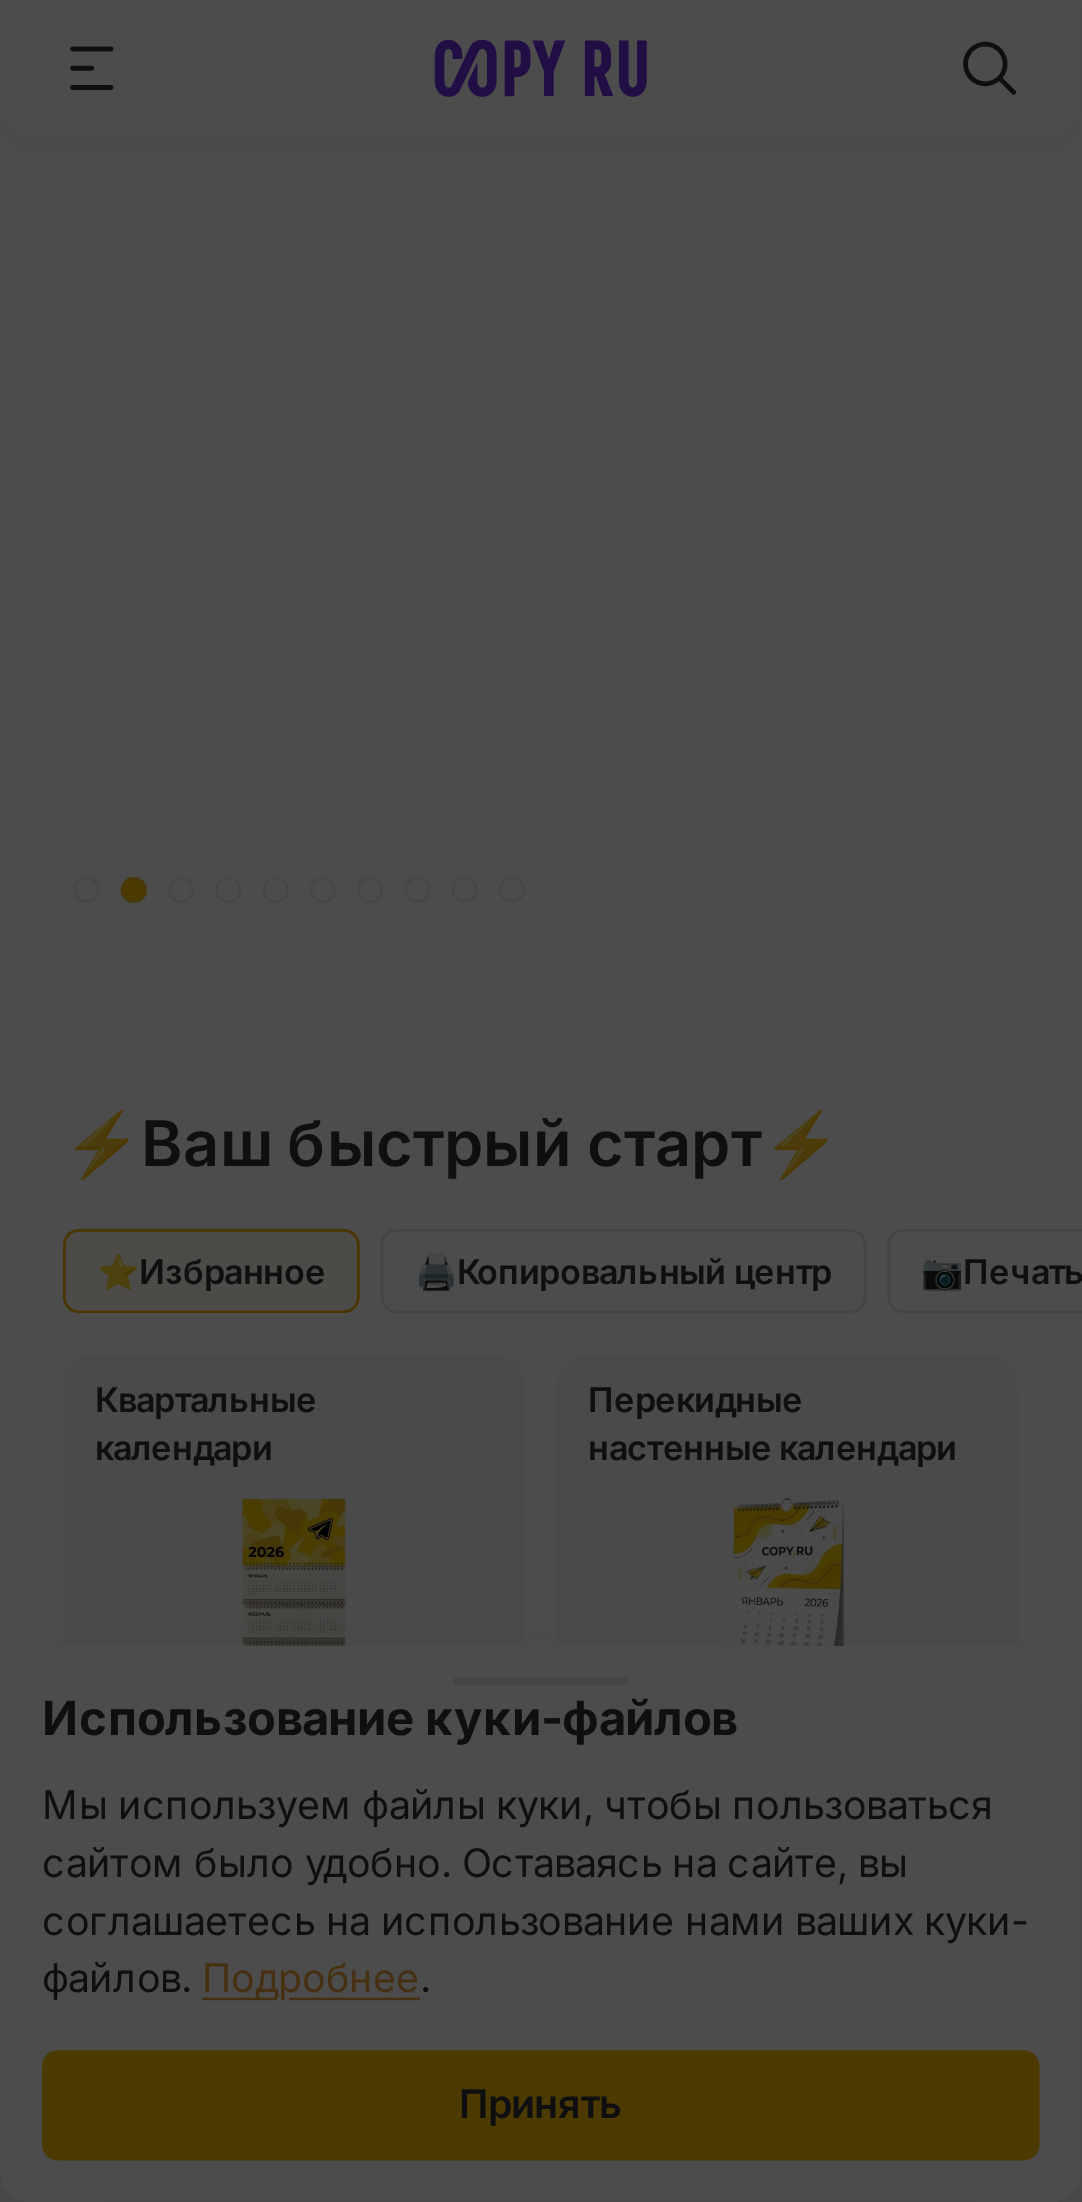 COPY RU
⚡Ваш быстрый старт⚡
⭐Избранное
🖨️Копировальный центр
📷Печать
Квартальные
календари
Перекидные
настенные календари
2026
ЯНВАРЬ
ФЕВРАЛЬ
COPY.RU
ЯНВАРЬ 2026
Использование куки-файлов
Мы используем файлы куки, чтобы пользоваться
сайтом было удобно. Оставаясь на сайте, вы
соглашаетесь на использование нами ваших куки-
файлов. Подробнее.
Принять